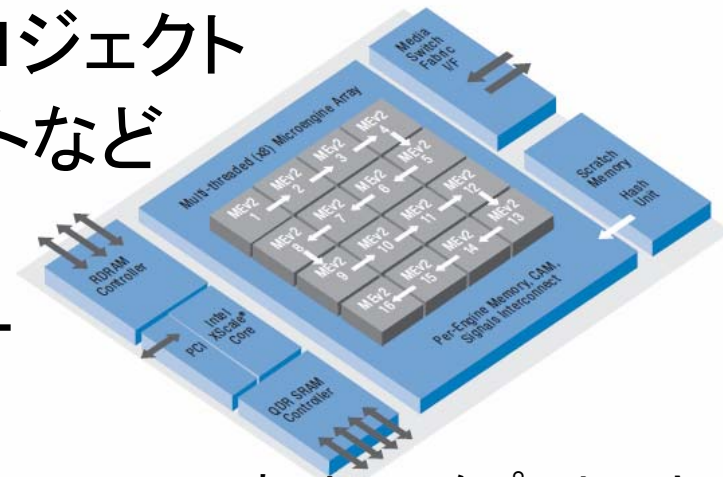 ロジェクト
トなど
Media
Switch
Fabric
I/F
Multi-threaded (x8) Microengine Array
MEv2
1
MEv2
2
MEv2
3
MEv2
4
MEv2
5
MEv2
6
MEv2
7
MEv2
8
MEv2
9
MEv2
10
MEv2
11
MEv2
12
MEv2
13
MEv2
14
MEv2
15
MEv2
16
Scratch
Memory
Hash
Unit
RDRAM
Controller
Intel
XScale®
Core
PCI
QDR SRAM
Controller
Per-Engine Memory, CAM,
Signals Interconnect